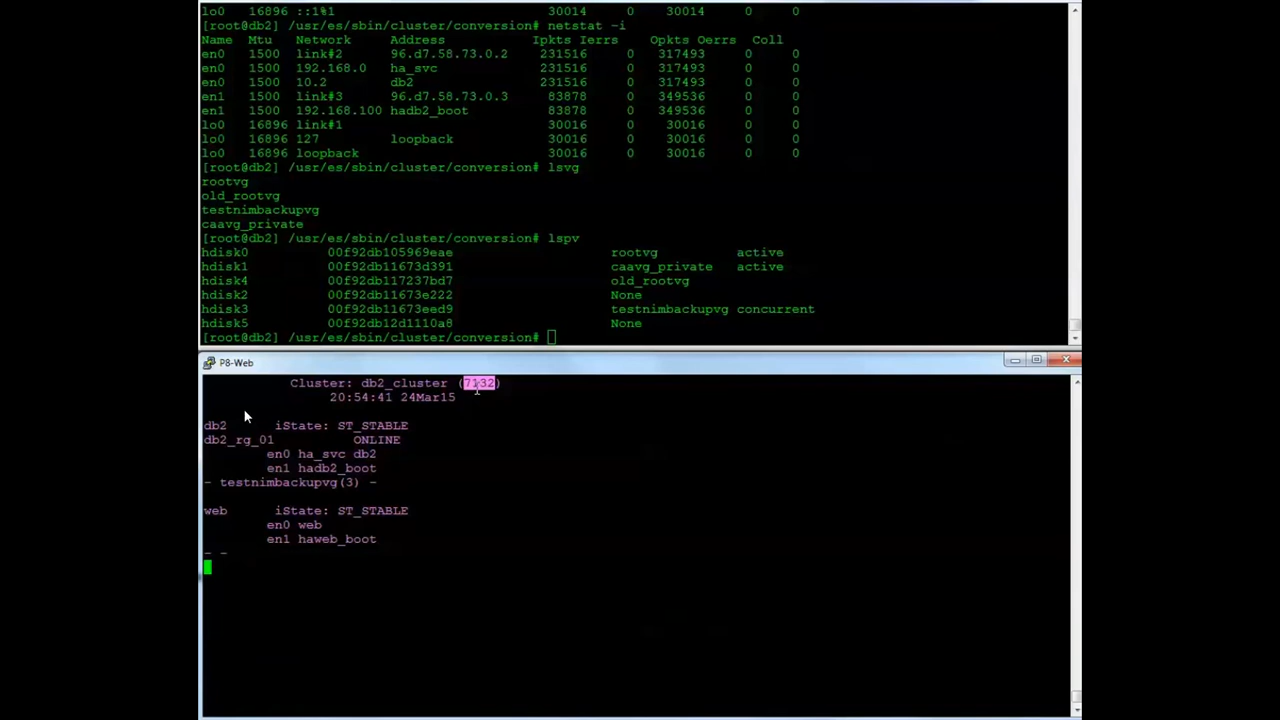 lo0   16896 ::1%1                         30014     0    30014     0     0
[root@db2] /usr/es/sbin/cluster/conversion# netstat -i
Name  Mtu   Network     Address            Ipkts Ierrs    Opkts Oerrs  Coll
en0   1500  link#2      96.d7.58.73.0.2   231516     0   317493     0     0
en0   1500  192.168.0   ha_svc            231516     0   317493     0     0
en0   1500  10.2        db2               231516     0   317493     0     0
en1   1500  link#3      96.d7.58.73.0.3    83878     0   349536     0     0
en1   1500  192.168.100 hadb2_boot         83878     0   349536     0     0
lo0   16896 link#1                         30016     0    30016     0     0
lo0   16896 127         loopback           30016     0    30016     0     0
lo0   16896 loopback                       30016     0    30016     0     0
[root@db2] /usr/es/sbin/cluster/conversion# lsvg
rootvg
old_rootvg
testnimbackupvg
caavg_private
[root@db2] /usr/es/sbin/cluster/conversion# lspv
hdisk0          00f92db105969eae                    rootvg          active
hdisk1          00f92db11673d391                    caavg_private   active
hdisk4          00f92db117237bd7                    old_rootvg
hdisk2          00f92db11673e222                    None
hdisk3          00f92db11673eed9                    testnimbackupvg concurrent
hdisk5          00f92db12d1110a8                    None
[root@db2] /usr/es/sbin/cluster/conversion#
P8-Web
Cluster: db2_cluster (7132)
20:54:41 24Mar15
db2      iState: ST_STABLE
db2_rg_01          ONLINE
en0 ha_svc db2
en1 hadb2_boot
- testnimbackupvg(3) -
web      iState: ST_STABLE
en0 web
en1 haweb_boot
- -